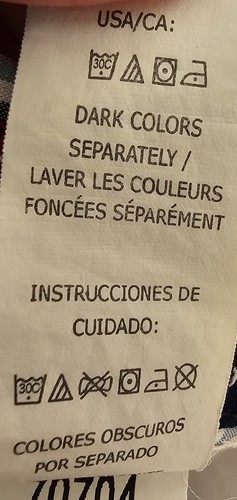 USA/CA:
30C
DARK COLORS
SEPARATELY /
LAVER LES COULEURS
FONCÉES SÉPARÉMENT
INSTRUCCIONES DE
CUIDADO:
30C
COLORES OBSCUROS
POR SEPARADO